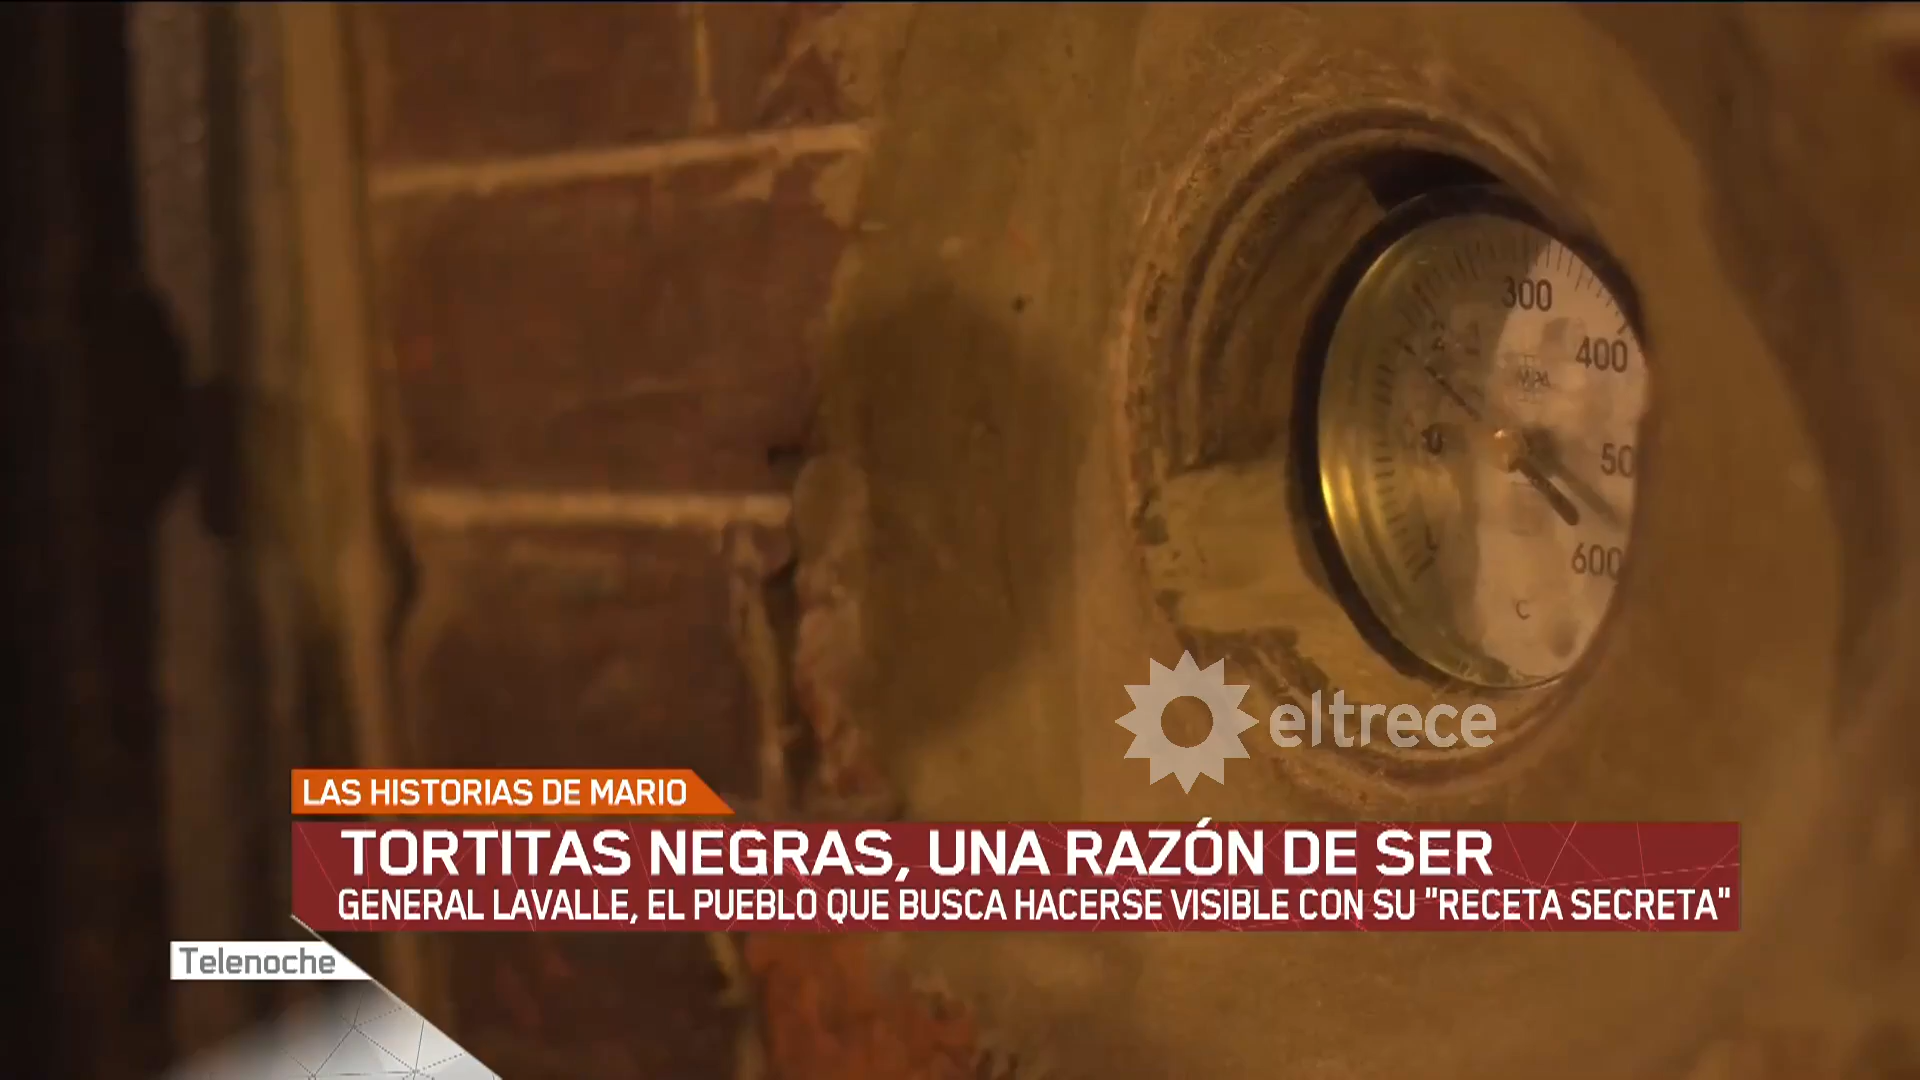 300
400
50
600
C
eltrece
LAS HISTORIAS DE MARIO
TORTITAS NEGRAS, UNA RAZÓN DE SER
GENERAL LAVALLE, EL PUEBLO QUE BUSCA HACERSE VISIBLE CON SU "RECETA SECRETA"
Telenoche